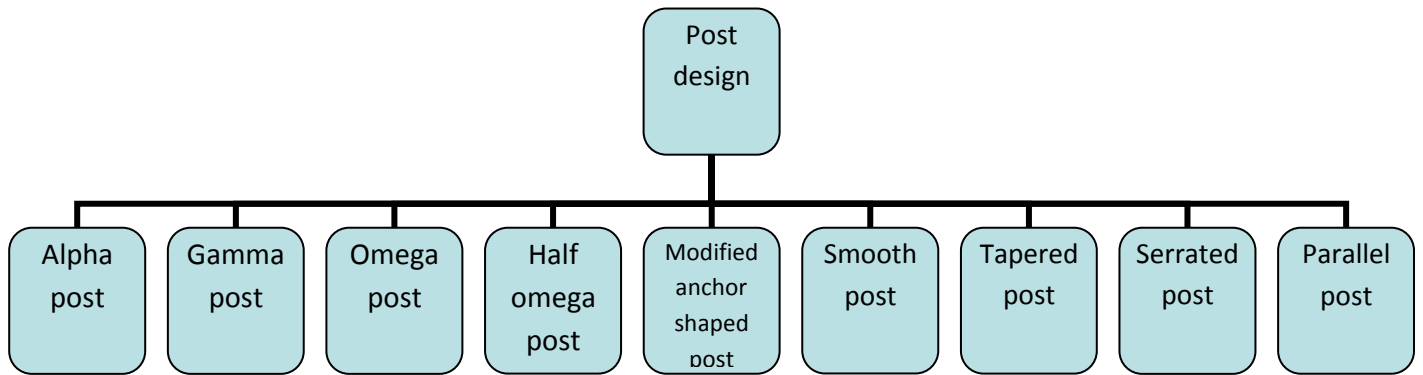 Post
design
Alpha
post
Gamma
post
Omega
post
Half
omega
post
Modified
anchor
shaped
post
Smooth
post
Tapered
post
Serrated
post
Parallel
post